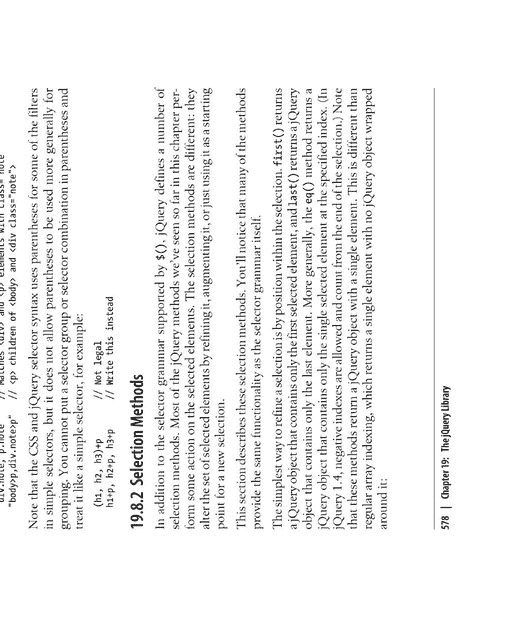 div.note, p.note // Matches <div> and <p> elements with class="note"
"body>p,div.note>p" // <p> children of <body> and <div class="note">
Note that the CSS and jQuery selector syntax uses parentheses for some of the filters
in simple selectors, but it does not allow parentheses to be used more generally for
grouping. You cannot put a selector group or selector combination in parentheses and
treat it like a simple selector, for example:
(h1, h2, h3)+p // Not legal
h1+p, h2+p, h3+p // Write this instead
19.8.2 Selection Methods
In addition to the selector grammar supported by $(), jQuery defines a number of
selection methods. Most of the jQuery methods we've seen so far in this chapter per-
form some action on the selected elements. The selection methods are different: they
alter the set of selected elements by refining it, augmenting it, or just using it as a starting
point for a new selection.
This section describes these selection methods. You'll notice that many of the methods
provide the same functionality as the selector grammar itself.
The simplest way to refine a selection is by position within the selection. first() returns
a jQuery object that contains only the first selected element, and last() returns a jQuery
object that contains only the last element. More generally, the eq() method returns a
jQuery object that contains only the single selected element at the specified index. (In
jQuery 1.4, negative indexes are allowed and count from the end of the selection.) Note
that these methods return a jQuery object with a single element. This is different than
regular array indexing, which returns a single element with no jQuery object wrapped
around it:
578 | Chapter 19: The jQuery Library